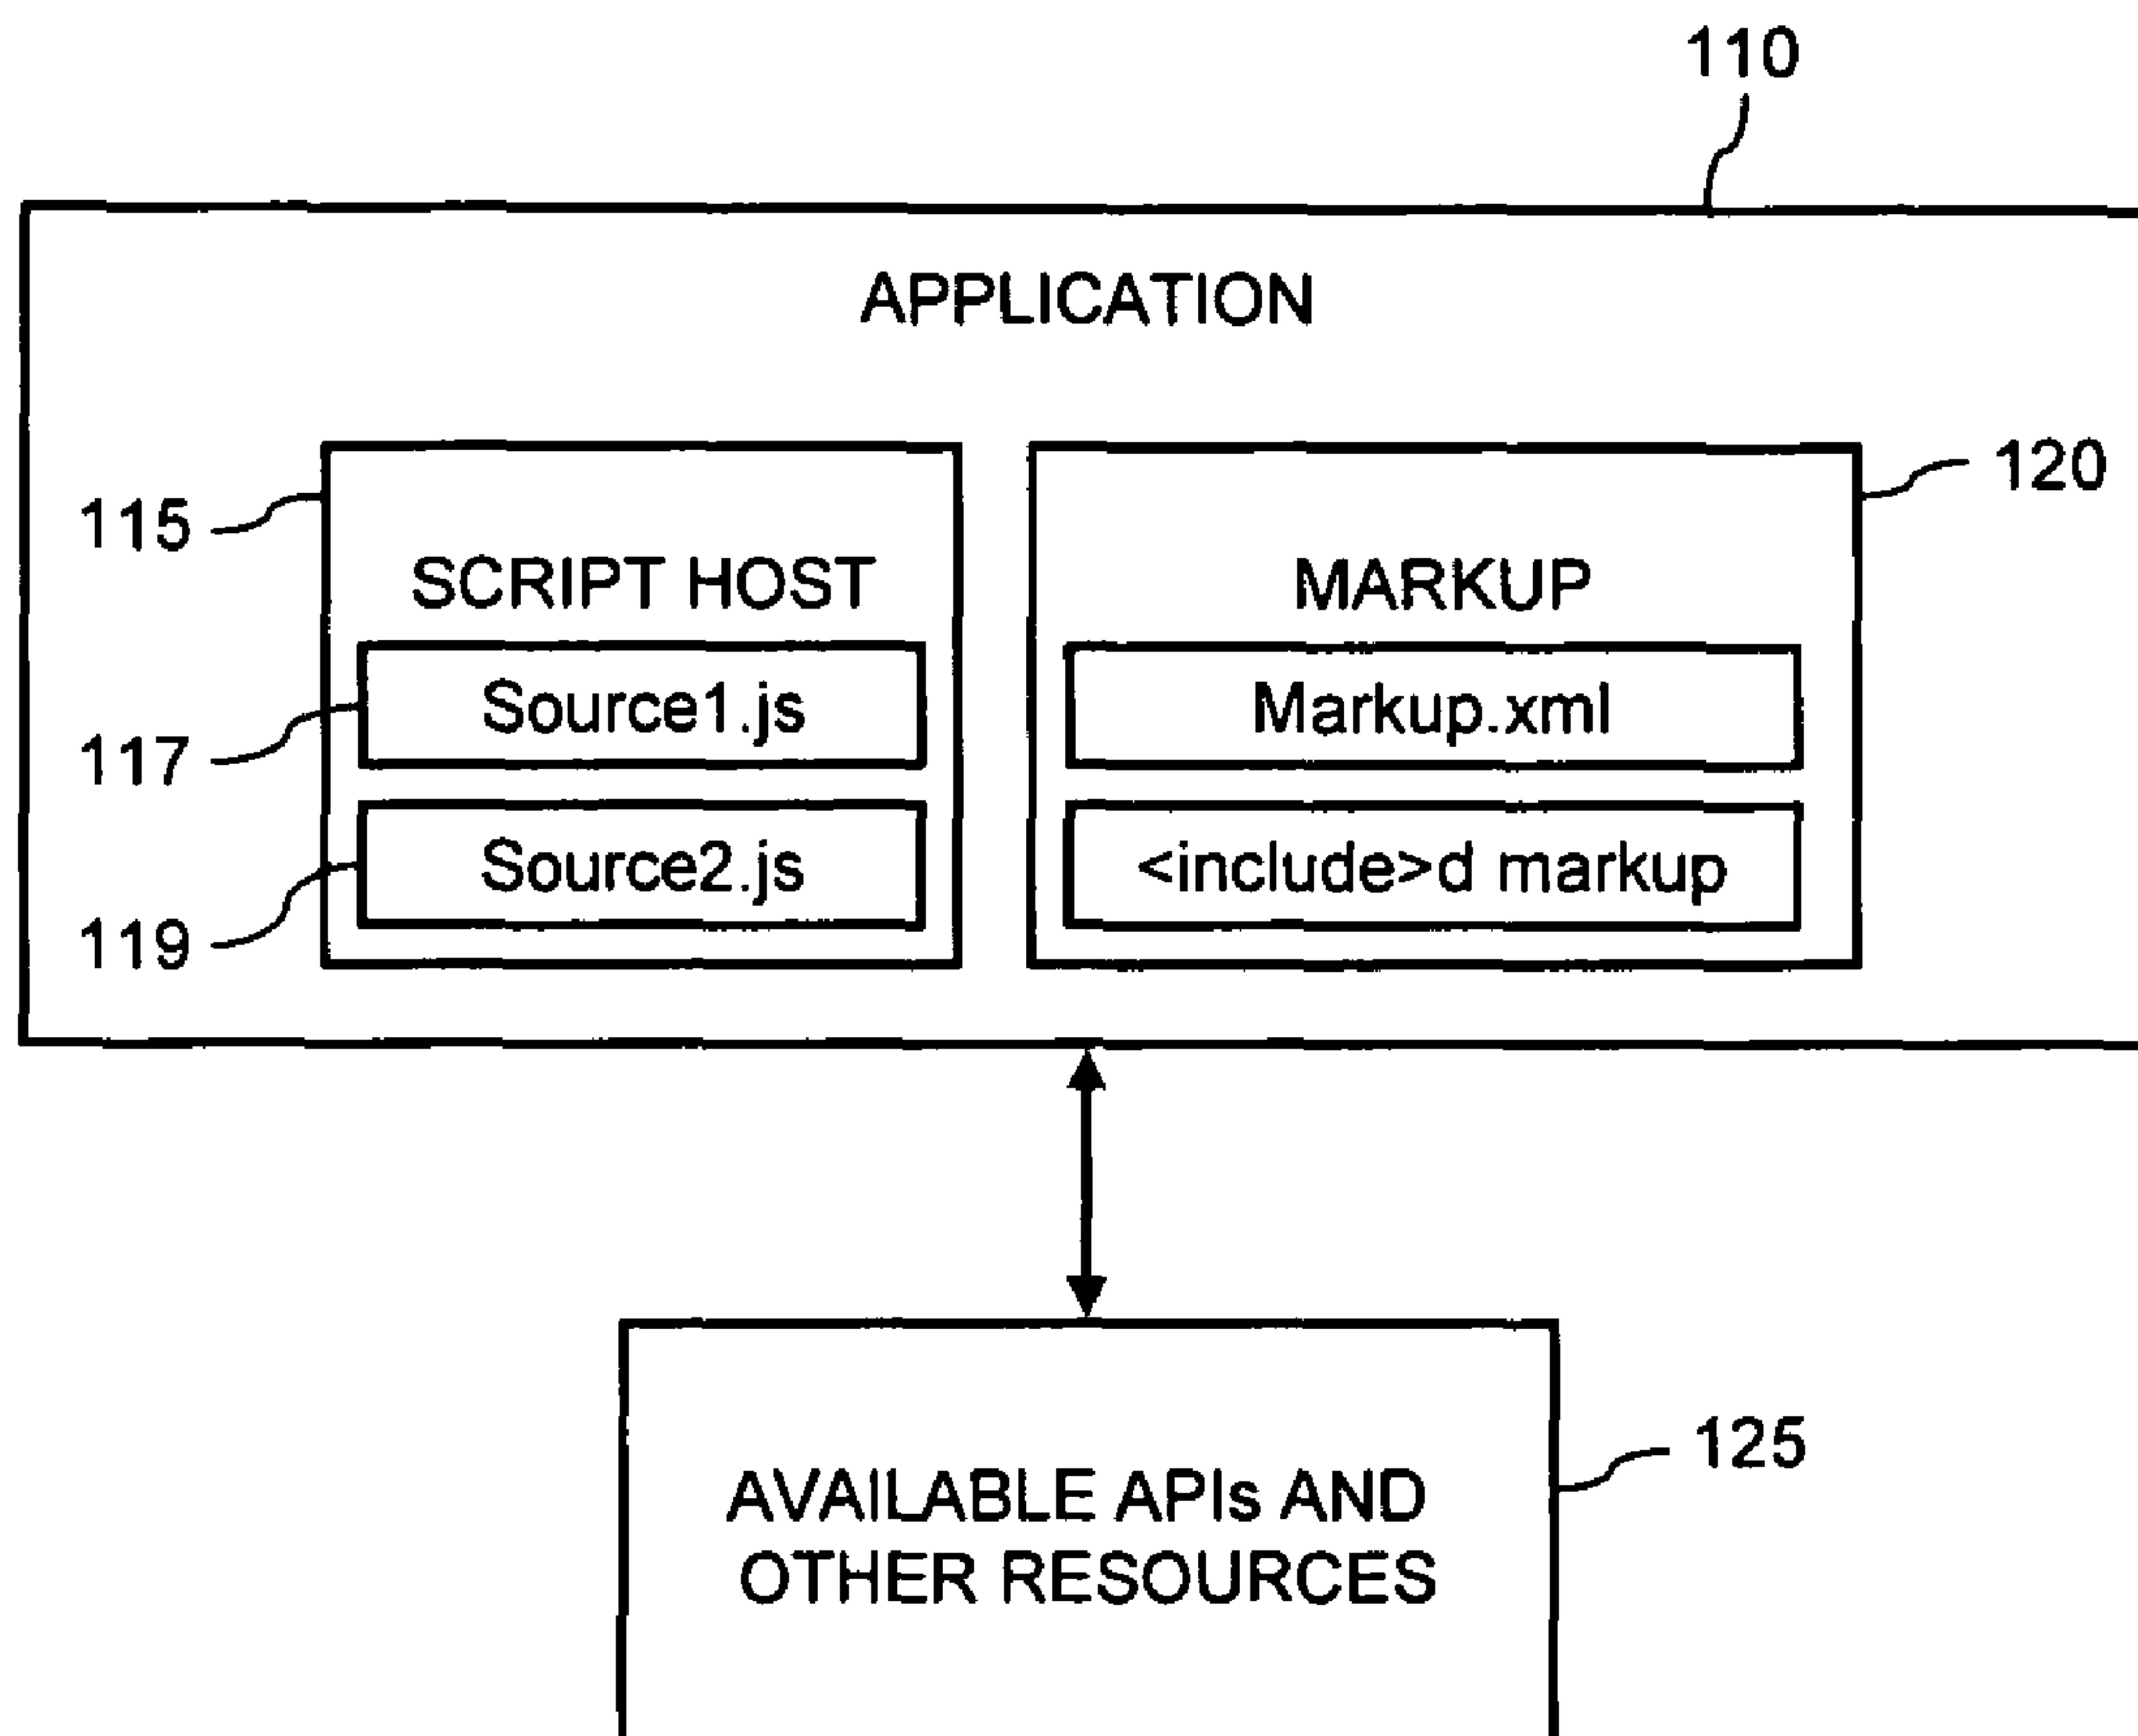 110
APPLICATION
120
115
SCRIPT HOST
MARKUP
Source1.js
Markup.xml
117
Source2.js
<include>d markup
119
125
AVAILABLE APIs AND
OTHER RESOURCES